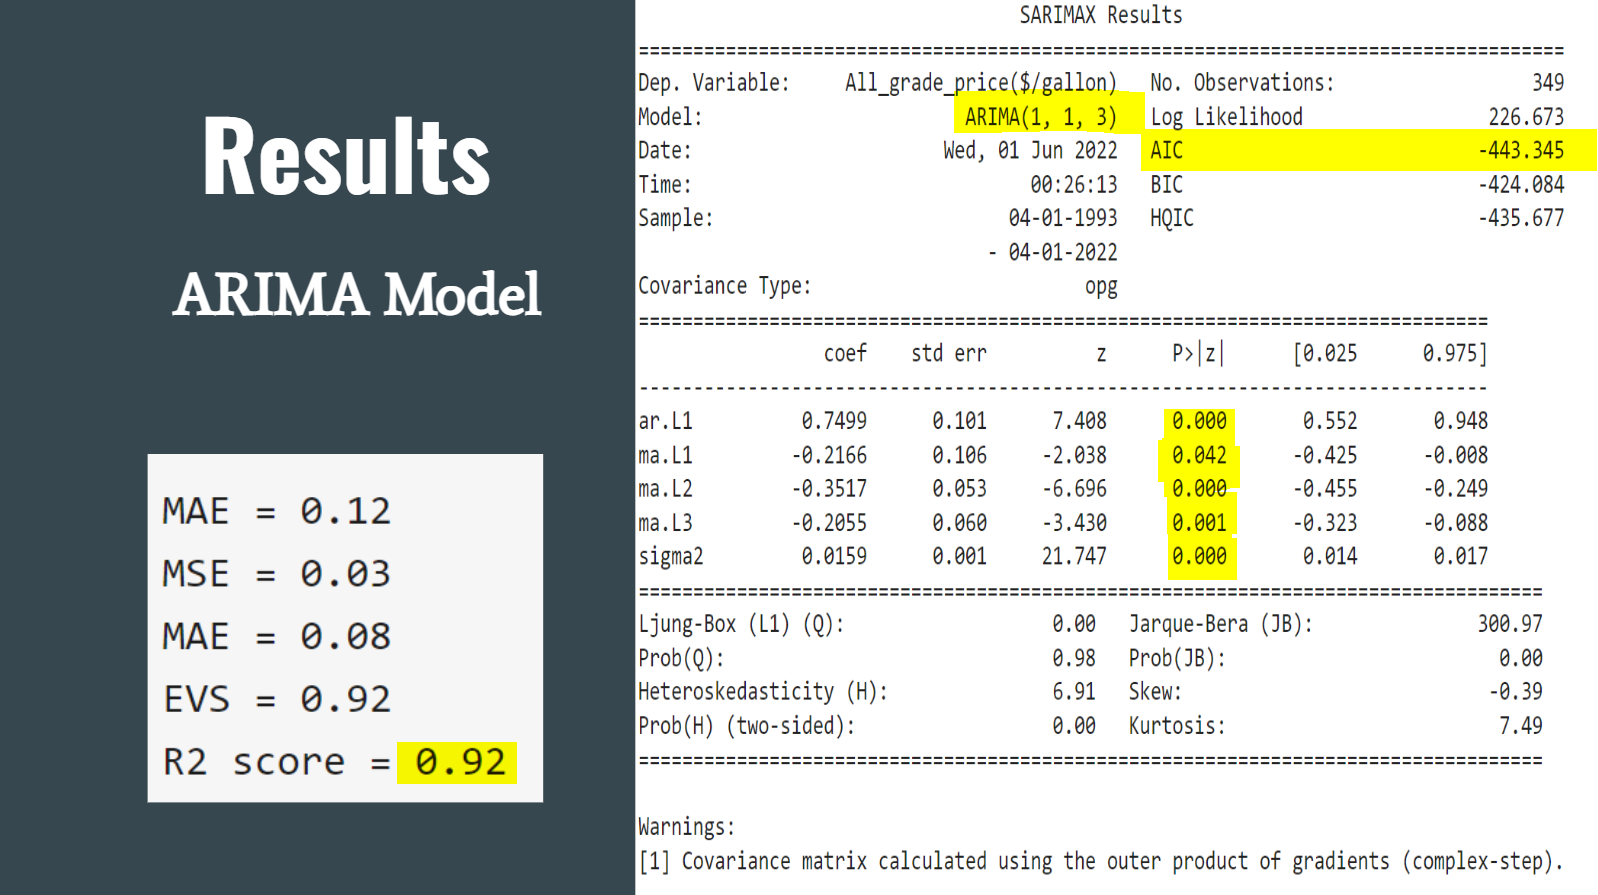 Results
ARIMA Model
MAE = 0.12
MSE = 0.03
MAE = 0.08
EVS = 0.92
R2 score = 0.92
SARIMAX Results
=====================================================================================
Dep. Variable: All_grade_price($/gallon) No. Observations: 349
Model: ARIMA(1, 1, 3) Log Likelihood 226.673
Date: Wed, 01 Jun 2022 AIC -443.345
Time: 00:26:13 BIC -424.084
Sample: 04-01-1993 HQIC -435.677
- 04-01-2022
Covariance Type: opg
==============================================================================
coef std err z P>|z| [0.025 0.975]
------------------------------------------------------------------------------
ar.L1 0.7499 0.101 7.408 0.000 0.552 0.948
ma.L1 -0.2166 0.106 -2.038 0.042 -0.425 -0.008
ma.L2 -0.3517 0.053 -6.696 0.000 -0.455 -0.249
ma.L3 -0.2055 0.060 -3.430 0.001 -0.323 -0.088
sigma2 0.0159 0.001 21.747 0.000 0.014 0.017
===================================================================================
Ljung-Box (L1) (Q): 0.00 Jarque-Bera (JB): 300.97
Prob(Q): 0.98 Prob(JB): 0.00
Heteroskedasticity (H): 6.91 Skew: -0.39
Prob(H) (two-sided): 0.00 Kurtosis: 7.49
===================================================================================
Warnings:
[1] Covariance matrix calculated using the outer product of gradients (complex-step).